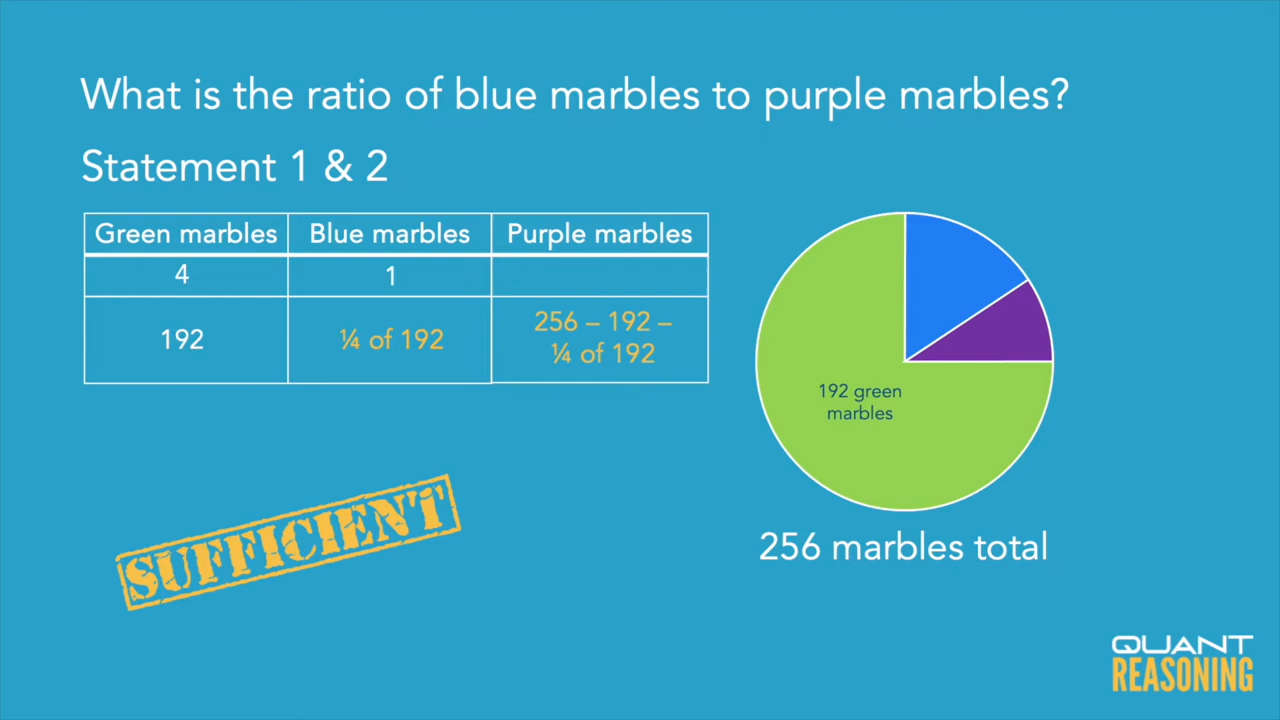 What is the ratio of blue marbles to purple marbles?
Statement 1 & 2
Green marbles Blue marbles Purple marbles
4 1
192 ¼ of 192 256 – 192 –
¼ of 192
192 green
marbles
SUFFICIENT
256 marbles total
QUANT
REASONING